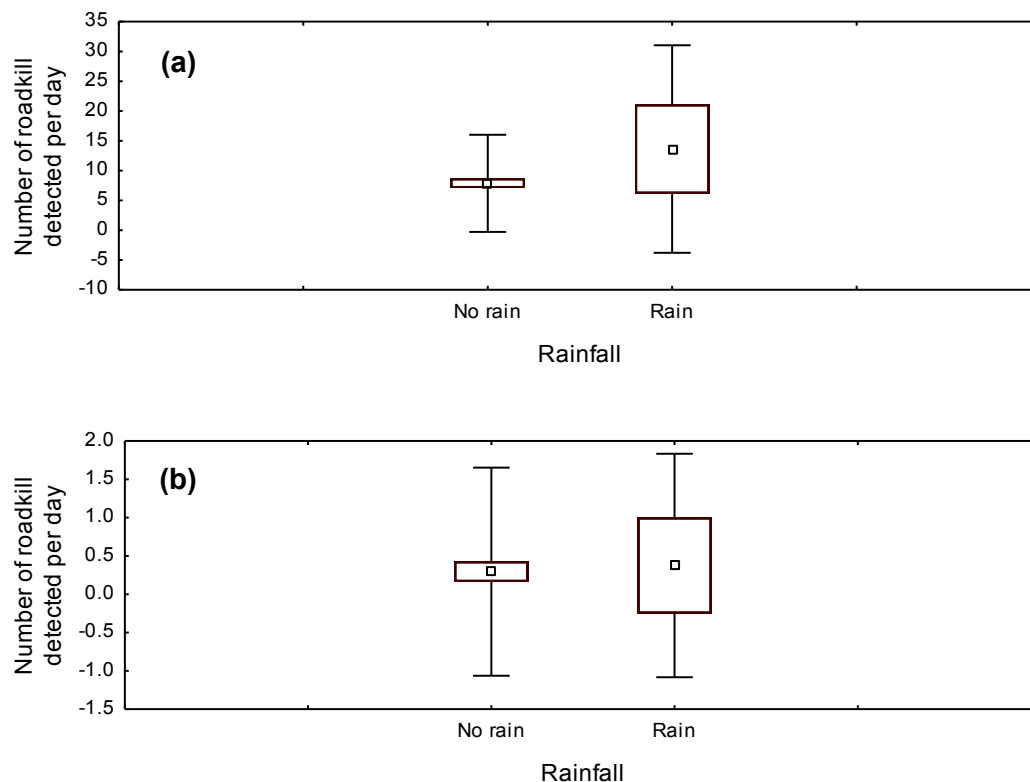 (a)
Number of roadkill
detected per day
35
30
25
20
15
10
5
0
-5
-10
No rain
Rain
Rainfall
(b)
Number of roadkill
detected per day
2.0
1.5
1.0
0.5
0.0
-0.5
-1.0
-1.5
No rain
Rain
Rainfall